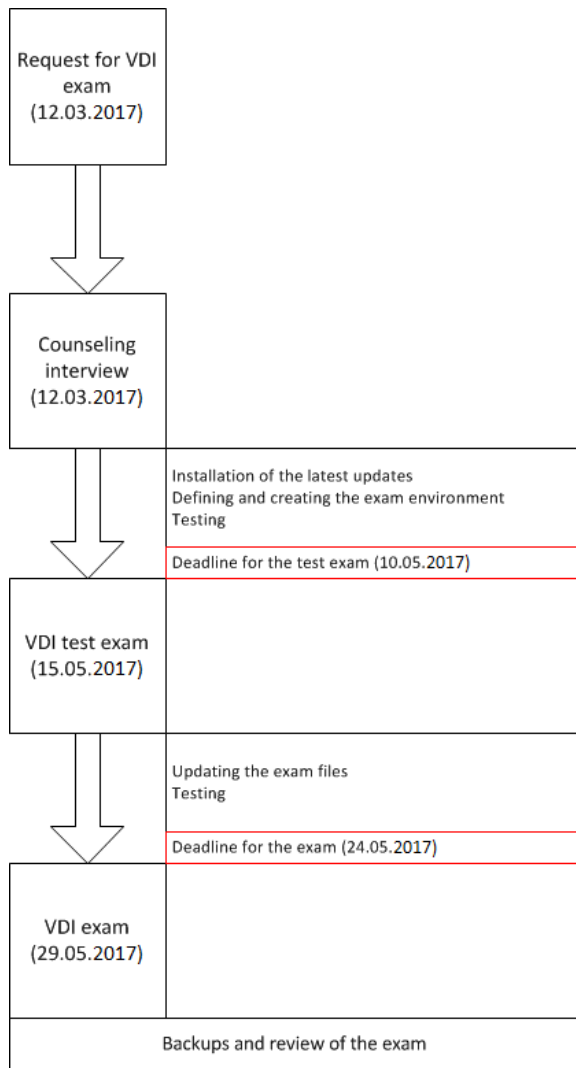 Request for VDI
exam
(12.03.2017)
Counseling
interview
(12.03.2017)
Installation of the latest updates
Defining and creating the exam environment
Testing
Deadline for the test exam (10.05.2017)
VDI test exam
(15.05.2017)
Updating the exam files
Testing
Deadline for the exam (24.05.2017)
VDI exam
(29.05.2017)
Backups and review of the exam